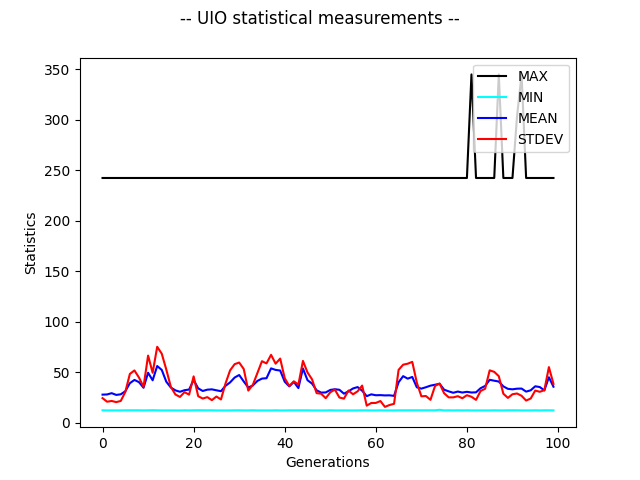 -- UIO statistical measurements --
350
300
250
200
150
100
50
0
Statistics
MAX
MIN
MEAN
STDEV
0
20
40
60
80
100
Generations